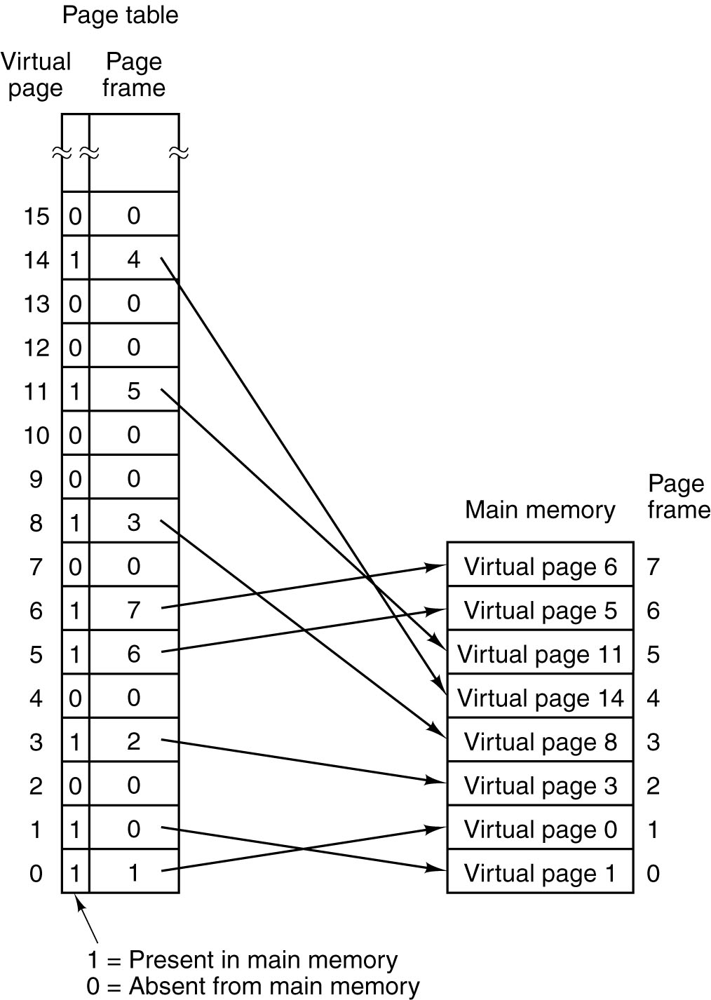 Page table
Virtual Page
page frame
15 0 0
14 1 4
13 0 0
12 0 0
11 1 5
10 0 0
9 0 0
8 1 3
7 0 0
6 1 7
5 1 6
4 0 0
3 1 2
2 0 0
1 1 0
0 1 1
1 = Present in main memory
0 = Absent from main memory
Page
frame
Main memory
Virtual page 6 7
Virtual page 5 6
Virtual page 11 5
Virtual page 14 4
Virtual page 8 3
Virtual page 3 2
Virtual page 0 1
Virtual page 1 0